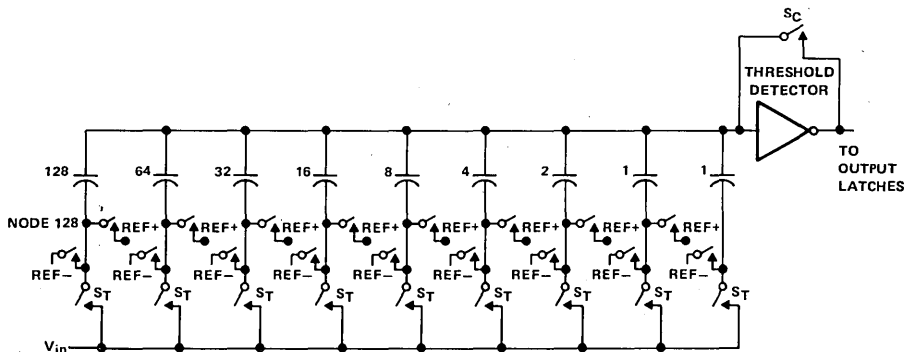 SC
THRESHOLD
DETECTOR
TO
OUTPUT
LATCHES
128 64 32 16 8 4 2 1 1
NODE 128 REF+ REF+ REF+ REF+ REF+ REF+ REF+ REF+
REF− REF− REF− REF− REF− REF− REF− REF−
ST ST ST ST ST ST ST ST ST
Vin